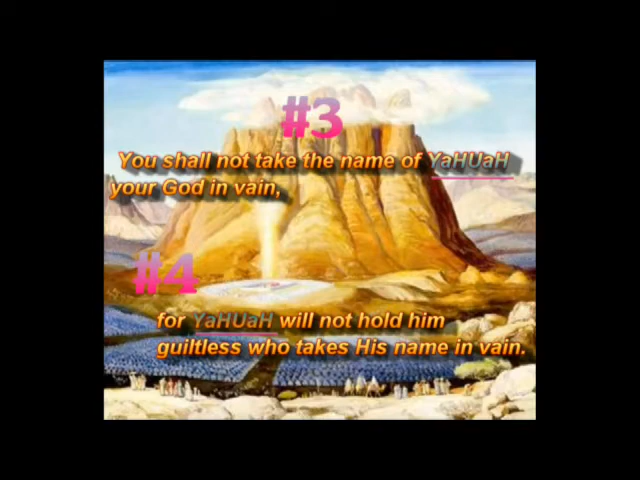 #3
You shall not take the name of YaHUaH
your God in vain,
#4
for YaHUaH will not hold him
guiltless who takes His name in vain.